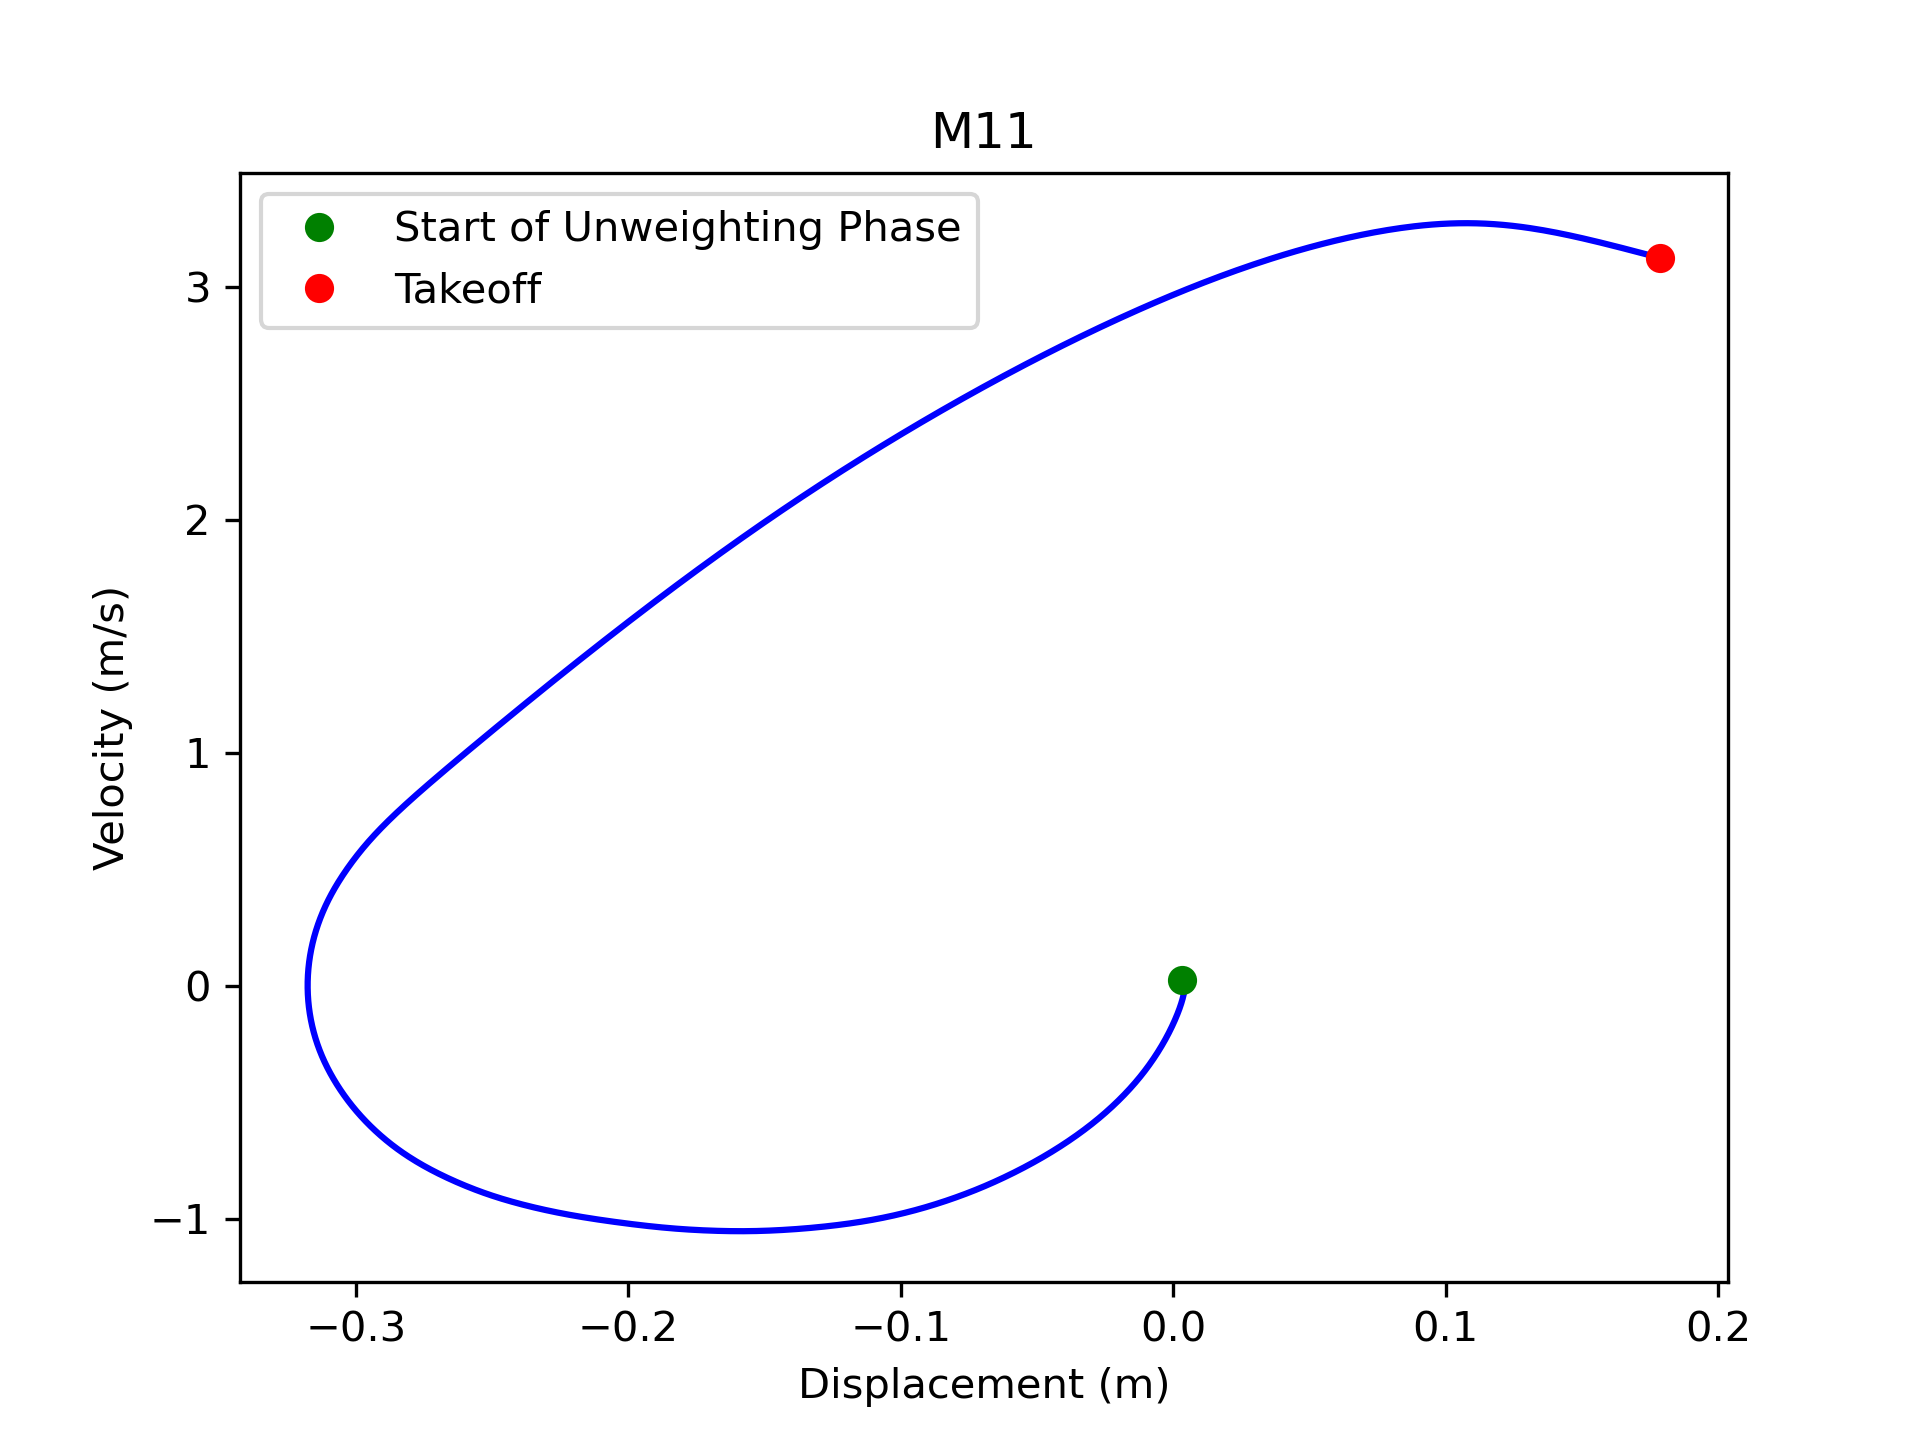 M11
Start of Unweighting Phase
Takeoff
Velocity (m/s)
3
2
1
0
−1
−0.3 −0.2 −0.1 0.0 0.1 0.2
Displacement (m)